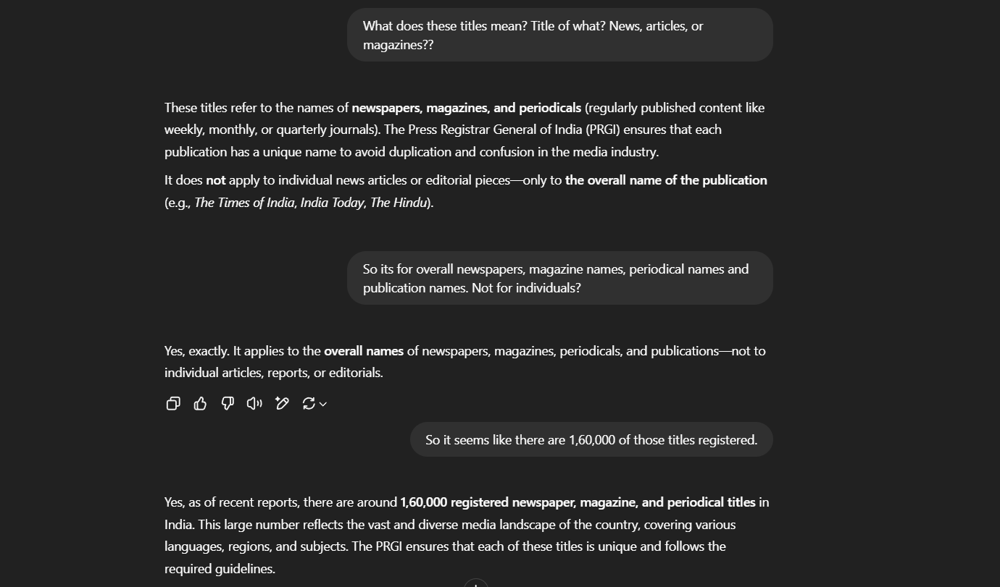 What does these titles mean? Title of what? News, articles, or
magazines??
These titles refer to the names of newspapers, magazines, and periodicals (regularly published content like
weekly, monthly, or quarterly journals). The Press Registrar General of India (PRGI) ensures that each
publication has a unique name to avoid duplication and confusion in the media industry.
It does not apply to individual news articles or editorial pieces—only to the overall name of the publication
(e.g., The Times of India, India Today, The Hindu).
So its for overall newspapers, magazine names, periodical names and
publication names. Not for individuals?
Yes, exactly. It applies to the overall names of newspapers, magazines, periodicals, and publications—not to
individual articles, reports, or editorials.
So it seems like there are 1,60,000 of those titles registered.
Yes, as of recent reports, there are around 1,60,000 registered newspaper, magazine, and periodical titles in
India. This large number reflects the vast and diverse media landscape of the country, covering various
languages, regions, and subjects. The PRGI ensures that each of these titles is unique and follows the
required guidelines.